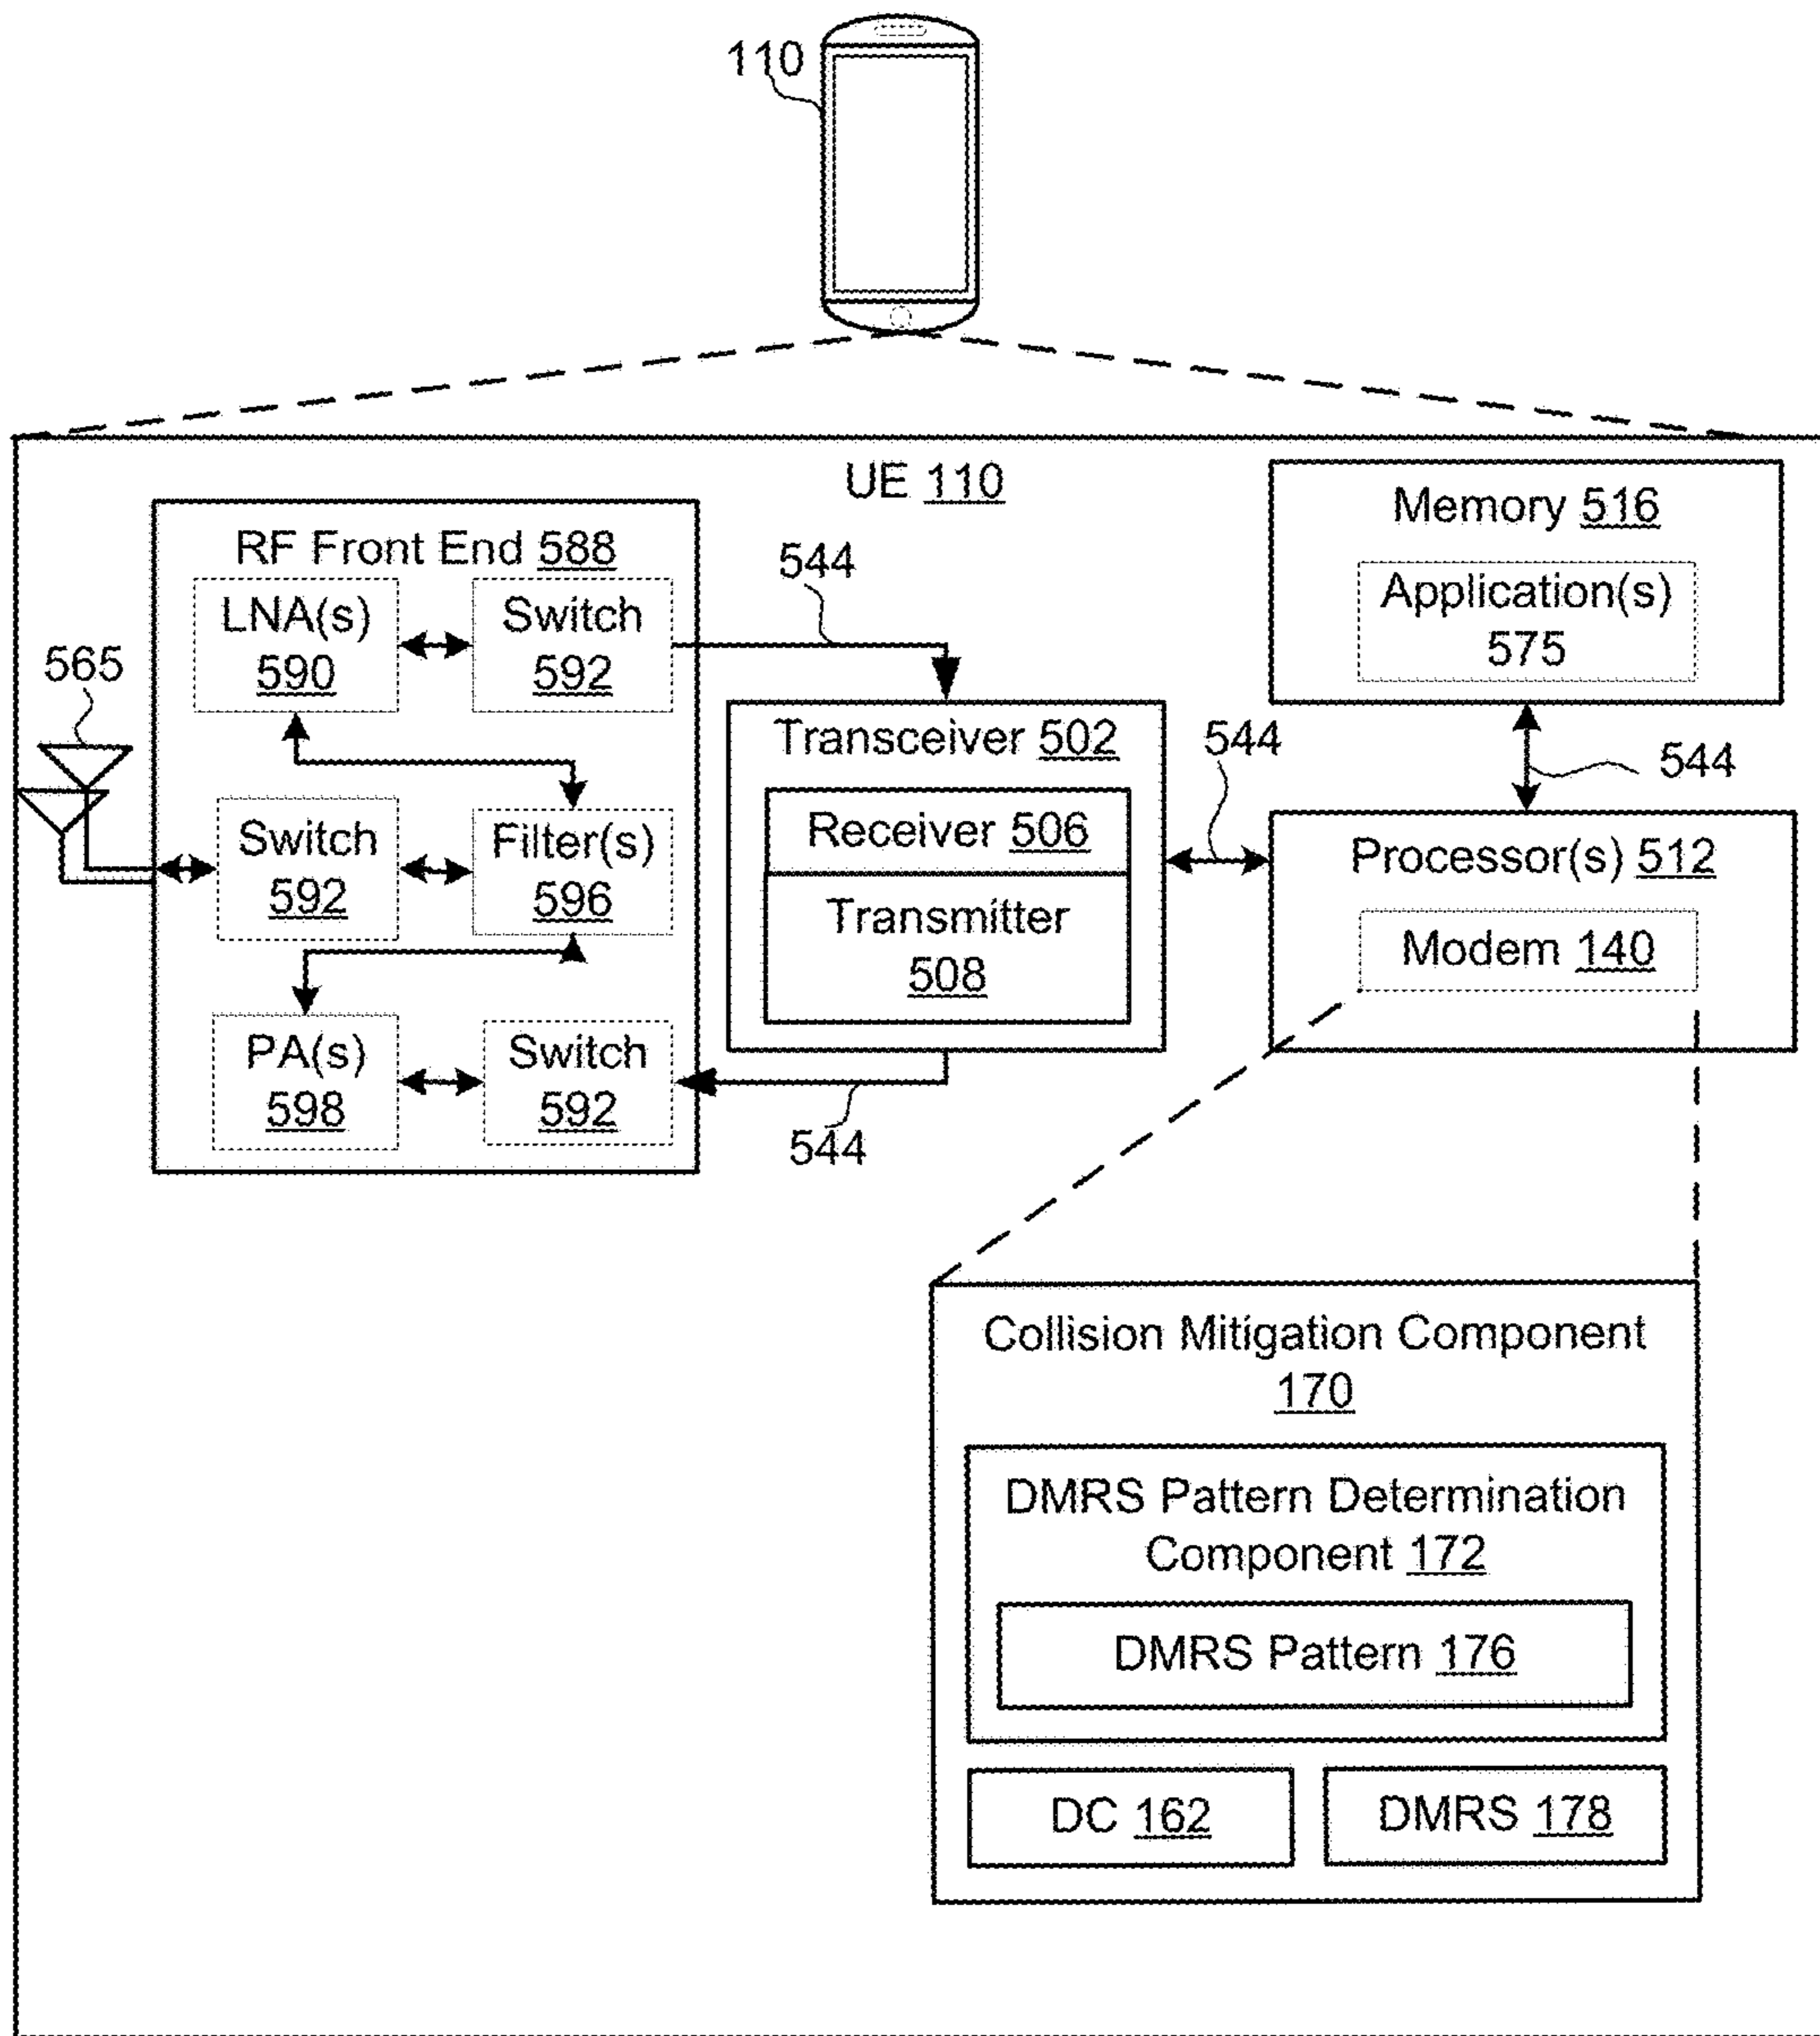 110
UE 110
RF Front End 588
LNA(s)
590
Switch
592
544
565
Switch
592
Filter(s)
596
PA(s)
598
Switch
592
544
Transceiver 502
Receiver 506
Transmitter
508
544
Memory 516
Application(s)
575
544
Processor(s) 512
Modem 140
Collision Mitigation Component
170
DMRS Pattern Determination
Component 172
DMRS Pattern 176
DC 162
DMRS 178